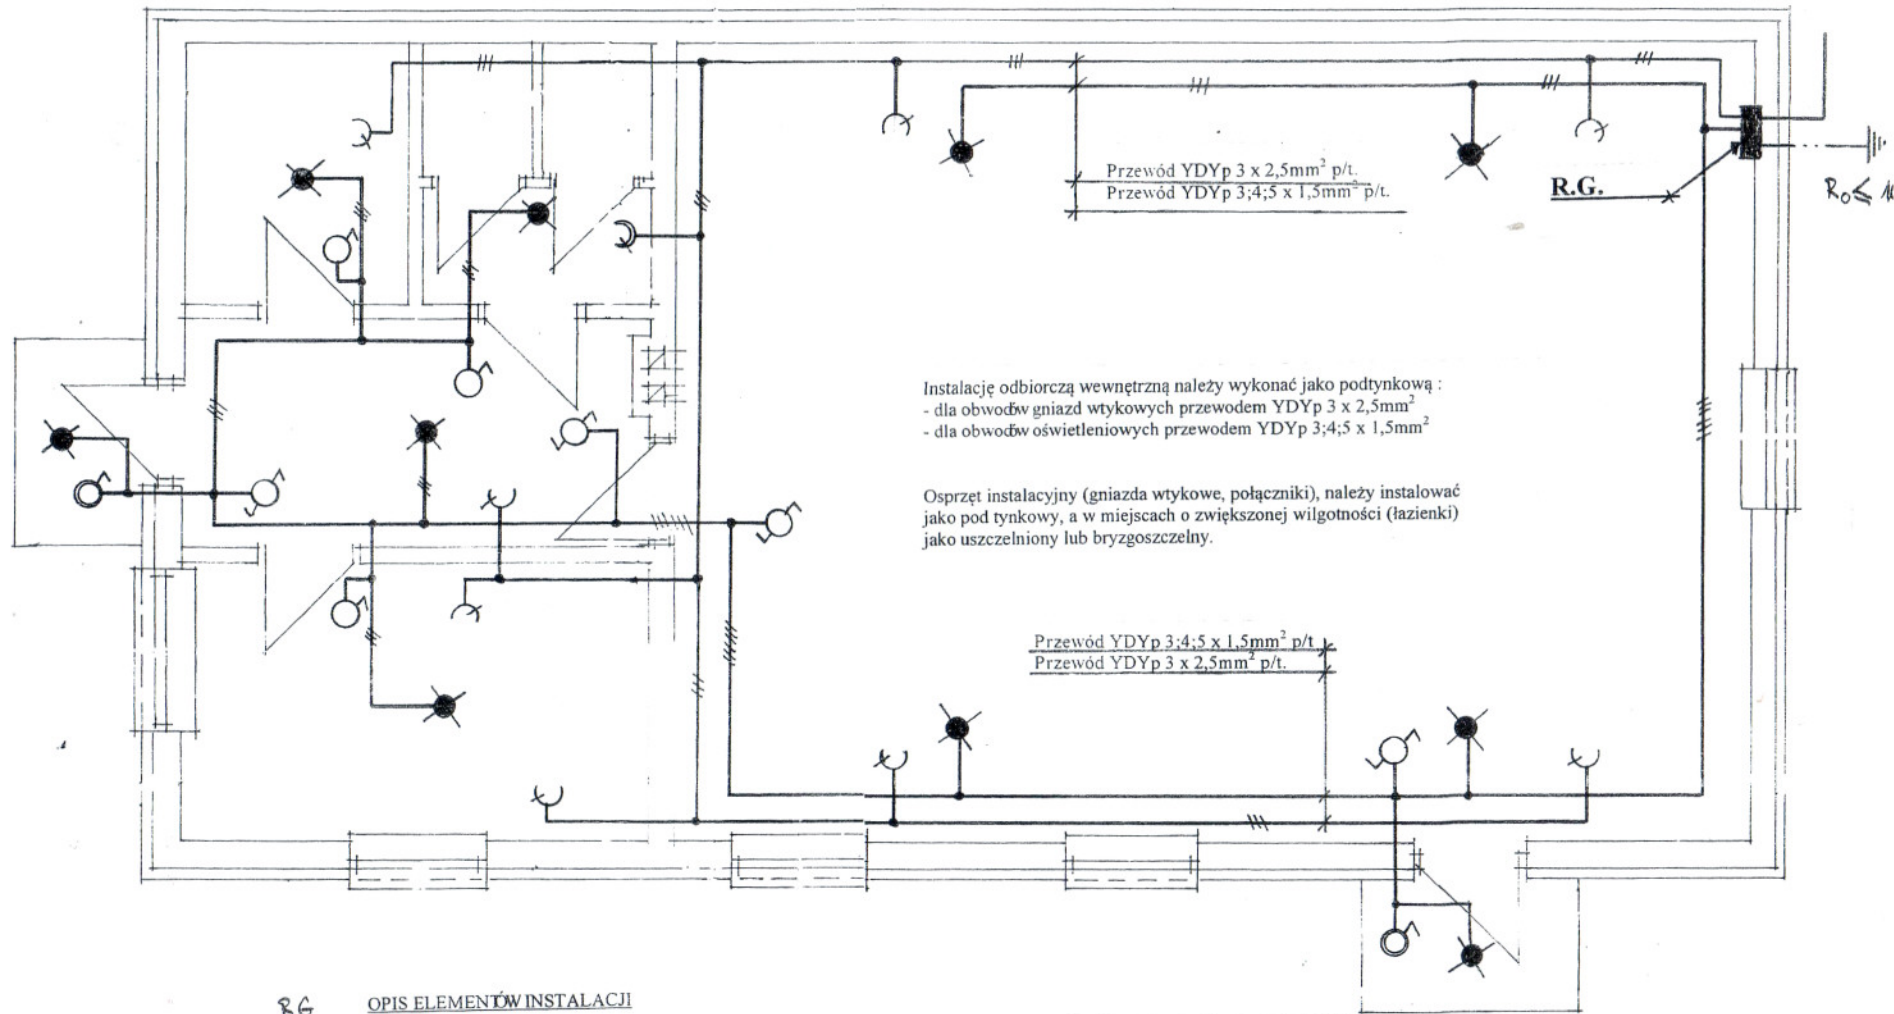 Przewód YDYp 3 x 2,5mm² p/t.
Przewód YDYp 3;4;5 x 1,5mm² p/t.
R.G.
R₀ ≤
Instalację odbiorczą wewnętrzną należy wykonać jako podtynkową :
- dla obwodów gniazd wtykowych przewodem YDYp 3 x 2,5mm²
- dla obwodów oświetleniowych przewodem YDYp 3;4;5 x 1,5mm²
Osprzęt instalacyjny (gniazda wtykowe, połączniki), należy instalować
jako pod tynkowy, a w miejscach o zwiększonej wilgotności (łazienki)
jako uszczelniony lub bryzgoszczelny.
Przewód YDYp 3;4;5 x 1,5mm² p/t
Przewód YDYp 3 x 2,5mm² p/t.
RG OPIS ELEMENTÓW INSTALACJI